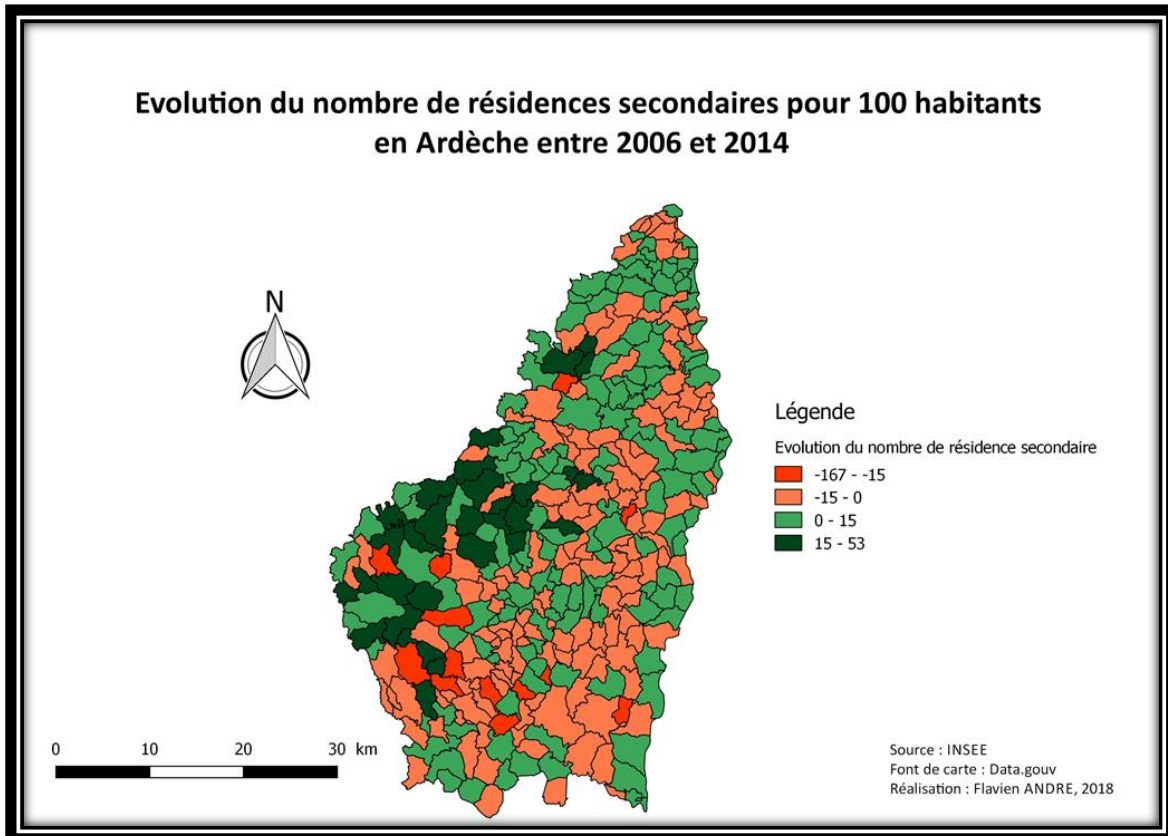 Evolution du nombre de résidences secondaires pour 100 habitants
en Ardèche entre 2006 et 2014
N
Légende
Evolution du nombre de résidence secondaire
-167 - -15
-15 - 0
0 - 15
15 - 53
0 10 20 30 km
Source : INSEE
Font de carte : Data.gouv
Réalisation : Flavien ANDRE, 2018